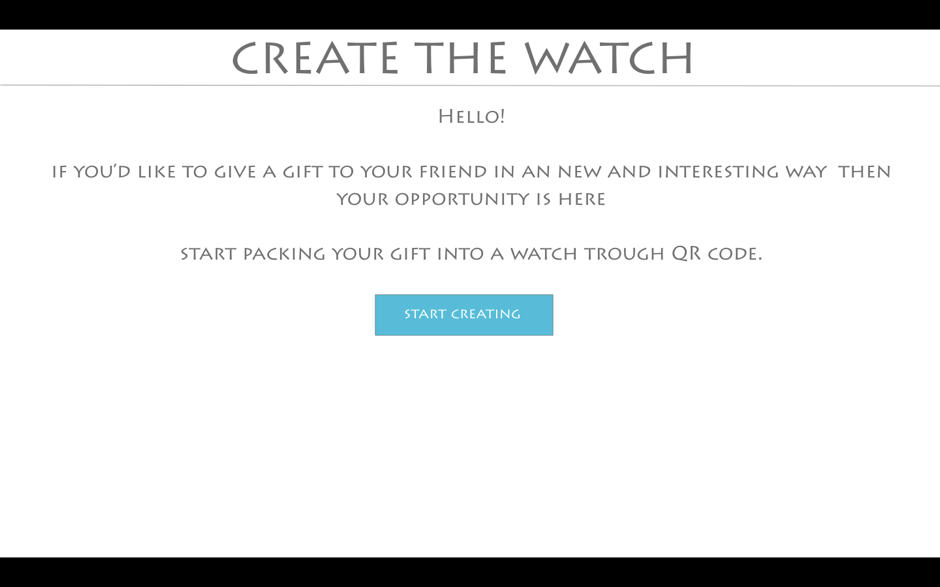 CREATE THE WATCH
HELLO!
IF YOU'D LIKE TO GIVE A GIFT TO YOUR FRIEND IN AN NEW AND INTERESTING WAY THEN
YOUR OPPORTUNITY IS HERE
START PACKING YOUR GIFT INTO A WATCH TROUGH QR CODE.
START CREATING